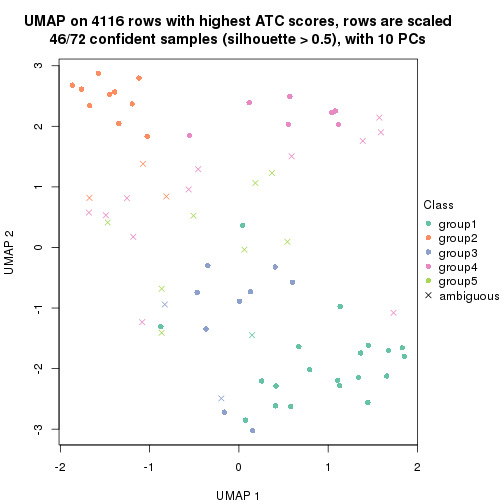 UMAP on 4116 rows with highest ATC scores, rows are scaled
46/72 confident samples (silhouette > 0.5), with 10 PCs
3
2
1
0
-1
-2
-3
UMAP 2
-2
-1
0
1
2
UMAP 1
Class
group1
group2
group3
group4
group5
ambiguous